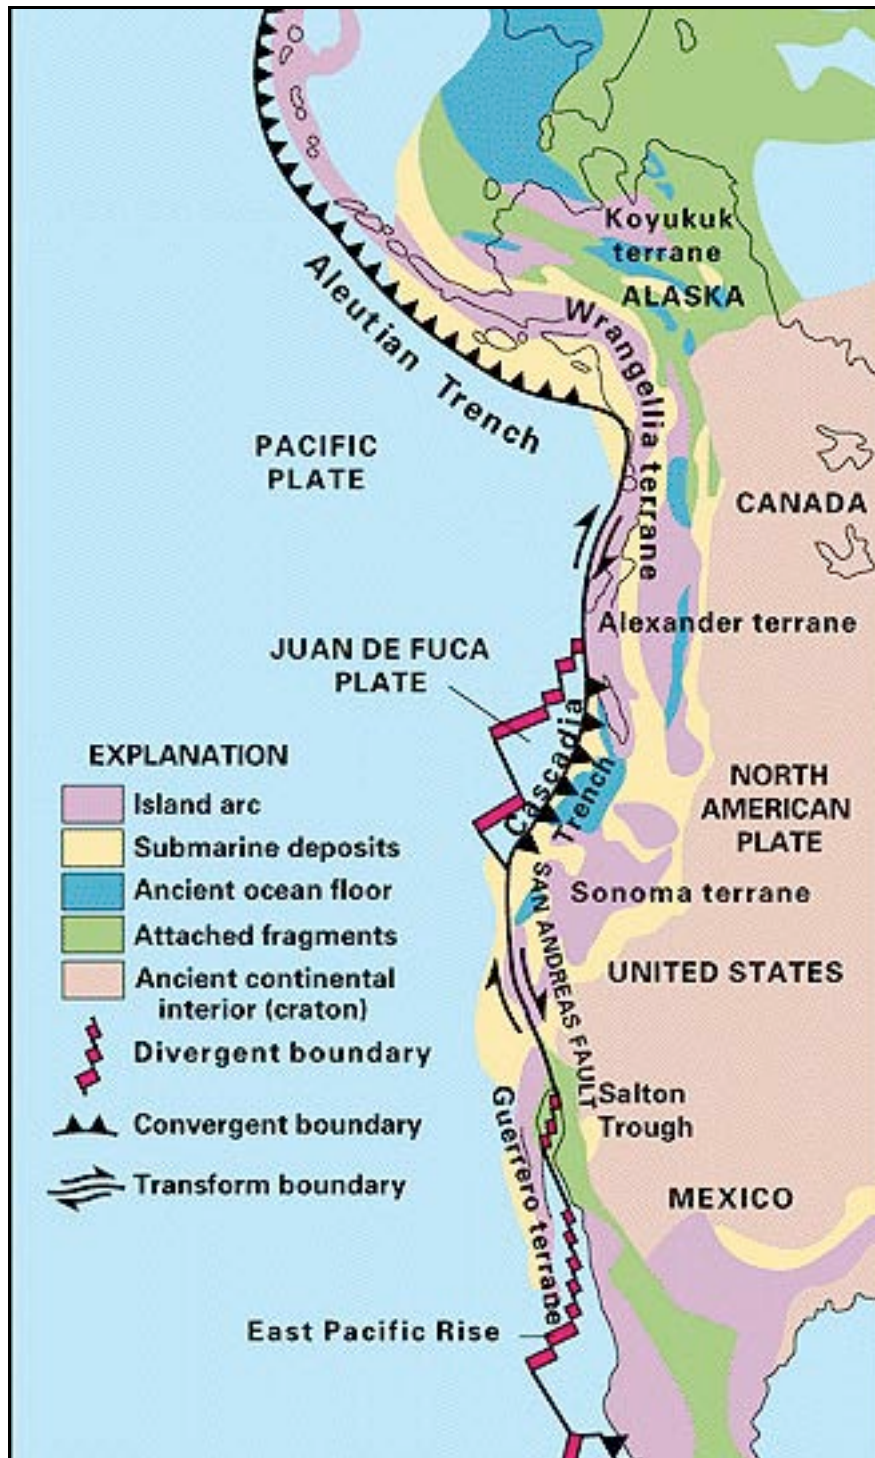 Koyukuk
terrane
ALASKA
Wrangellia terrane
Aleutian Trench
PACIFIC
PLATE
CANADA
Alexander terrane
JUAN DE FUCA
PLATE
Cascadia
Trench
EXPLANATION
Island arc
Submarine deposits
Ancient ocean floor
Attached fragments
Ancient continental
interior (craton)
Divergent boundary
Convergent boundary
Transform boundary
NORTH
AMERICAN
PLATE
Sonoma terrane
SAN ANDREAS FAULT
UNITED STATES
Salton
Trough
Guerrero terrane
MEXICO
East Pacific Rise